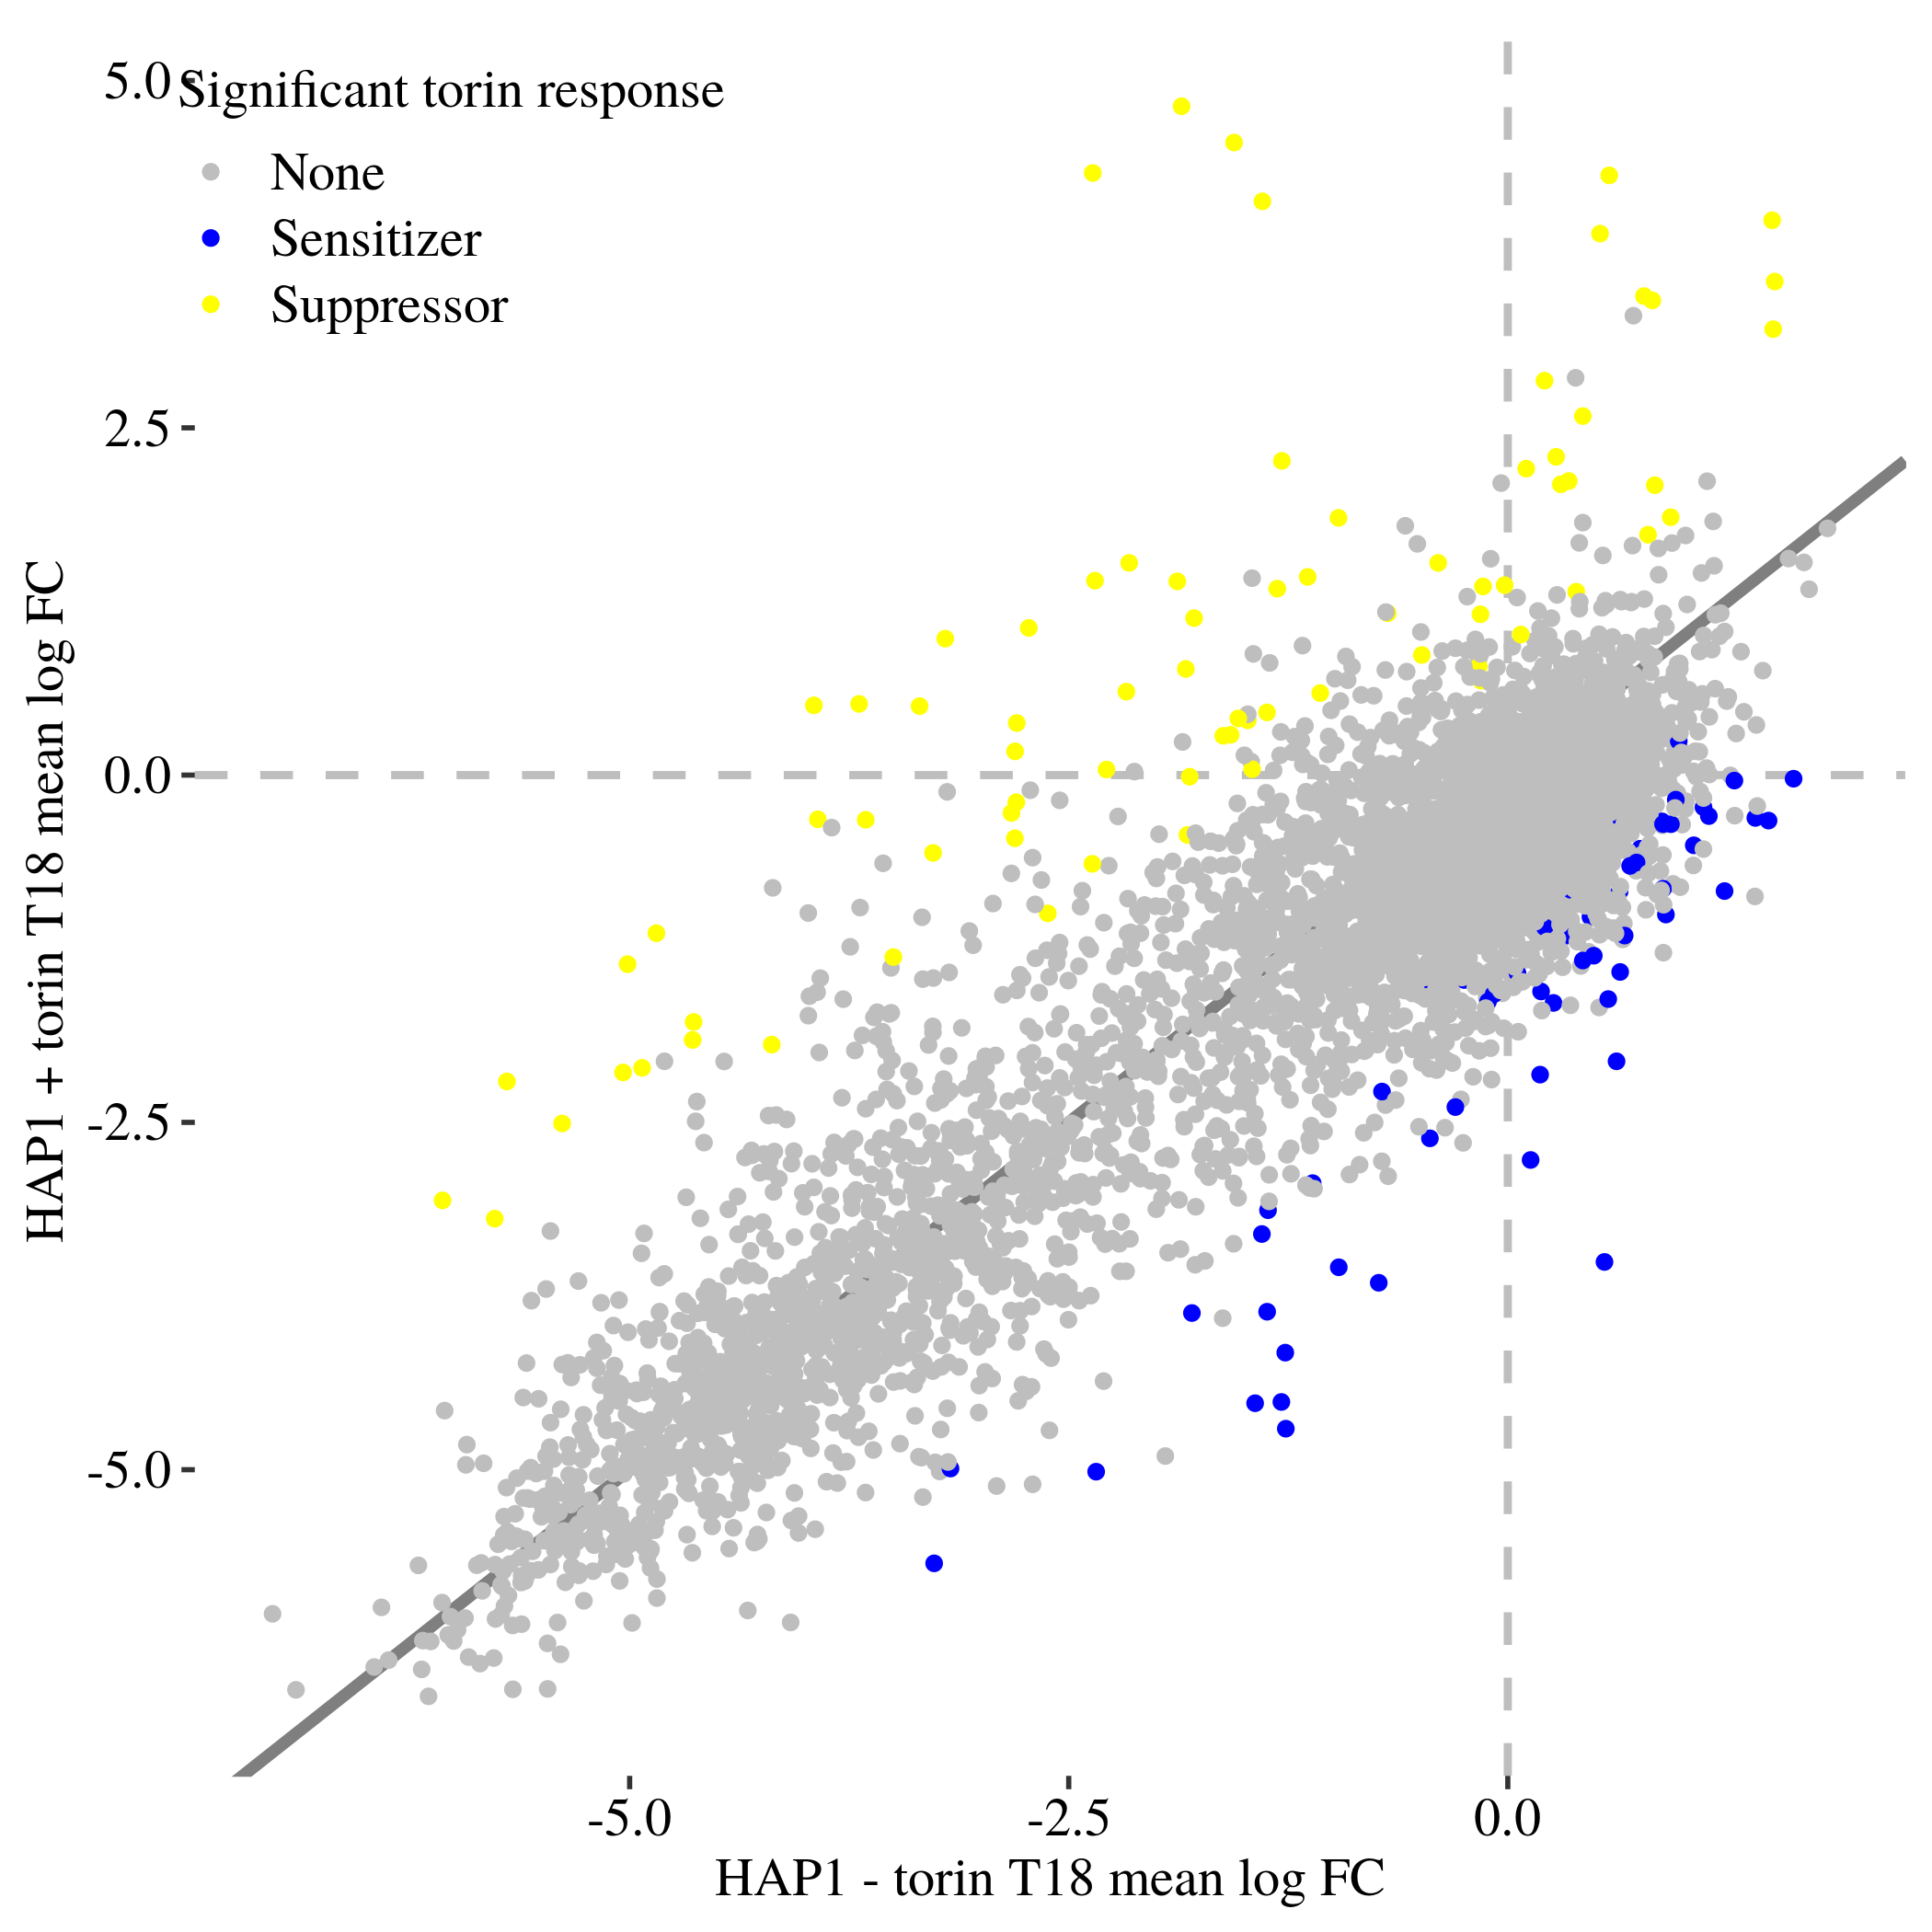 Significant torin response
None
Sensitizer
Suppressor
5.0
2.5
0.0
-2.5
-5.0
HAP1 + torin T18 mean log FC
-5.0
-2.5
0.0
HAP1 - torin T18 mean log FC